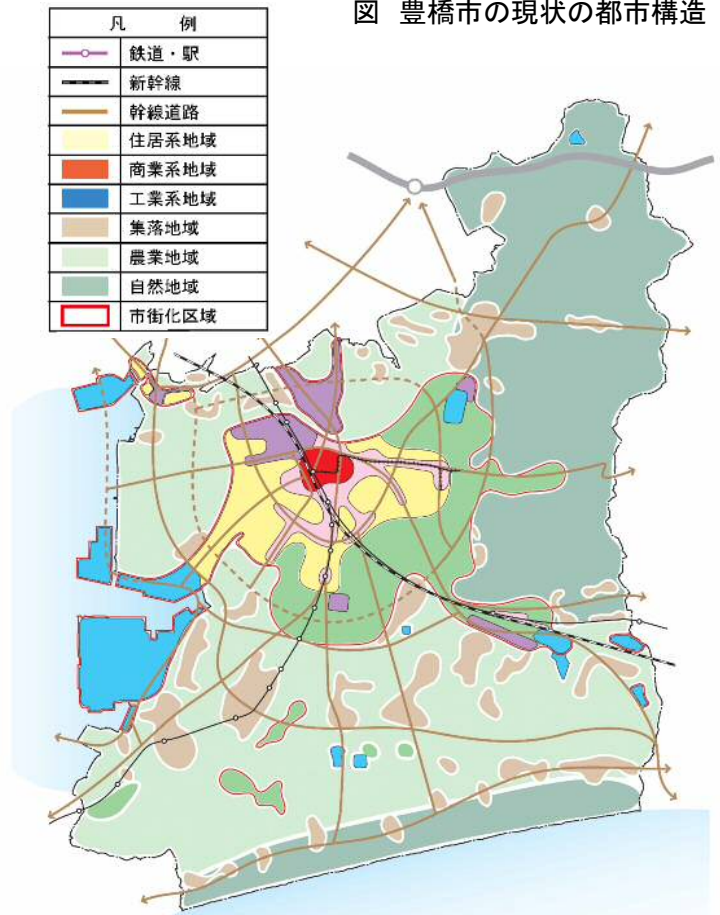 図 豊橋市の現状の都市構造
凡 例
鉄道・駅
新幹線
幹線道路
住居系地域
商業系地域
工業系地域
集落地域
農業地域
自然地域
市街化区域